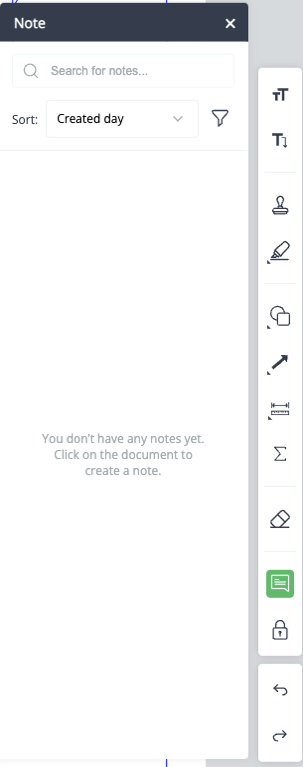 Note
Search for notes...
Sort:
Created day
You don't have any notes yet.
Click on the document to
create a note.